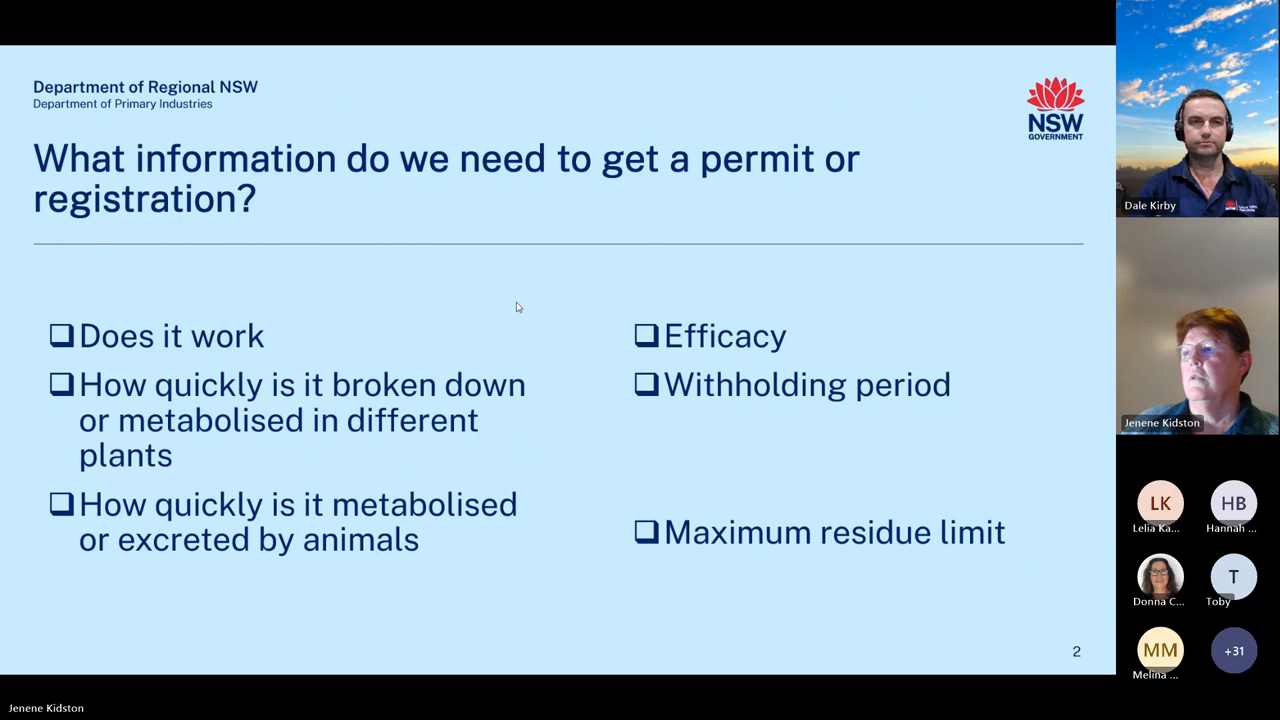 Department of Regional NSW
Department of Primary Industries
NSW
GOVERNMENT
What information do we need to get a permit or
registration?
Does it work
How quickly is it broken down
or metabolised in different
plants
How quickly is it metabolised
or excreted by animals
Efficacy
Withholding period
Maximum residue limit
2
Dale Kirby
Jenene Kidston
LK
Lelia Ka...
HB
Hannah ...
Donna C...
T
Toby
MM
Melina ...
+31
Jenene Kidston